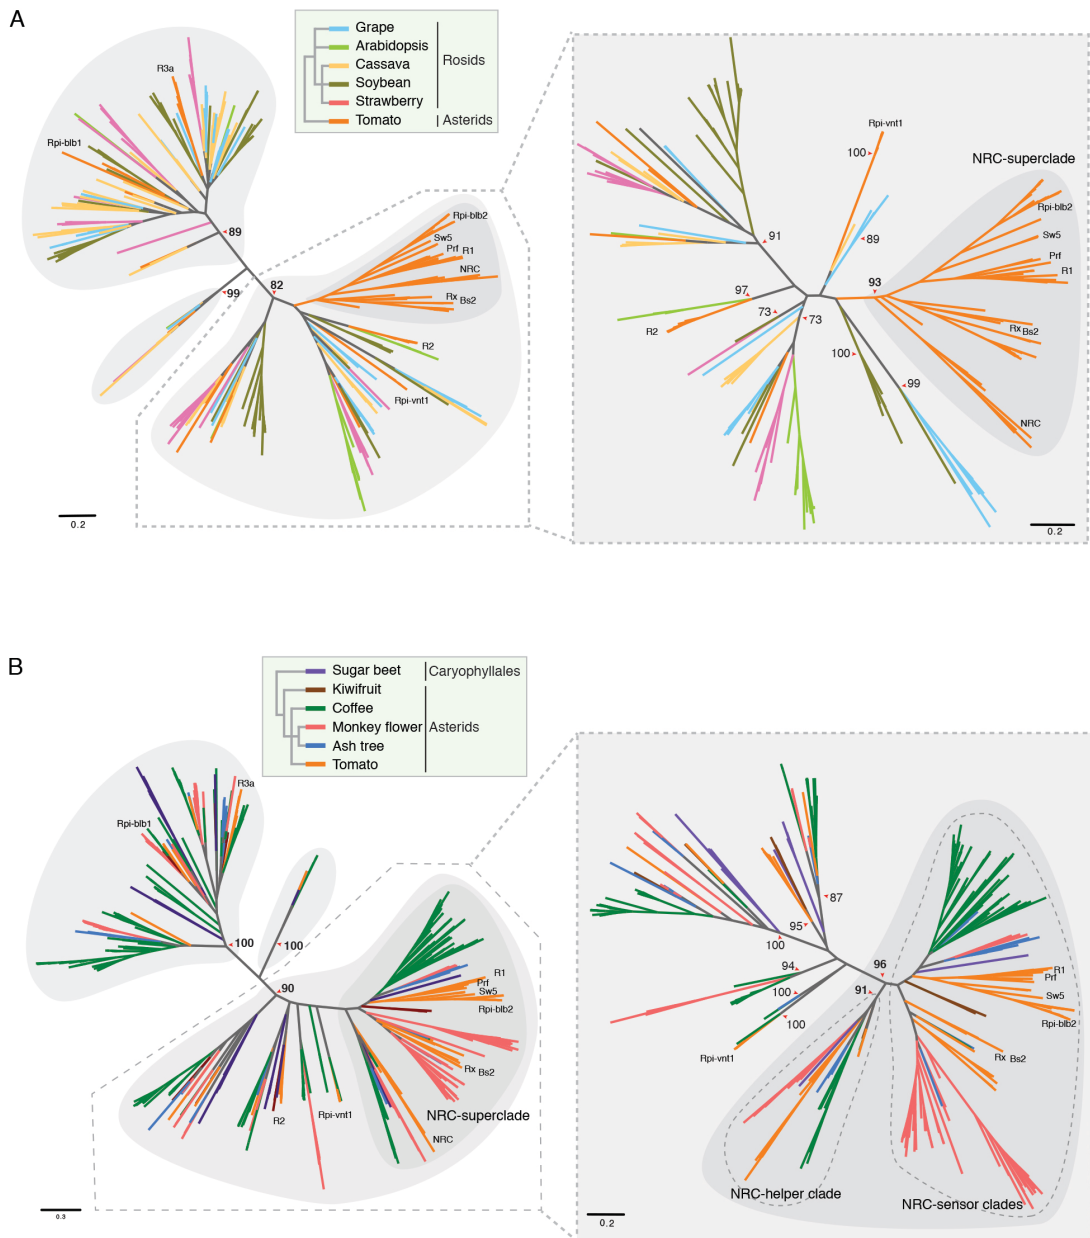 A
Grape
Arabidopsis
Cassava
Soybean
Strawberry
Tomato
Rosids
Asterids
R3a
Rpi-blb1
89
99
82
Rpi-blb2
Sw5
Prf R1
NRC
Rx Bs2
R2
Rpi-vnt1
0.2
Rpi-vnt1
100
NRC-superclade
91
89
97
73
73
93
R2
100
99
Rpi-blb2
Sw5
Prf
R1
Rx Bs2
NRC
0.2
B
Sugar beet
Kiwifruit
Coffee
Monkey flower
Ash tree
Tomato
Caryophyllales
Asterids
R3a
Rpi-blb1
100
100
90
R1
Prf
Sw5
Rpi-blb2
Rx Bs2
NRC-superclade
R2
Rpi-vnt1
NRC
0.3
87
95
100
94
100
100
96
91
Rpi-vnt1
R1
Prf
Sw5
Rpi-blb2
Rx Bs2
NRC-helper clade
NRC-sensor clades
0.2